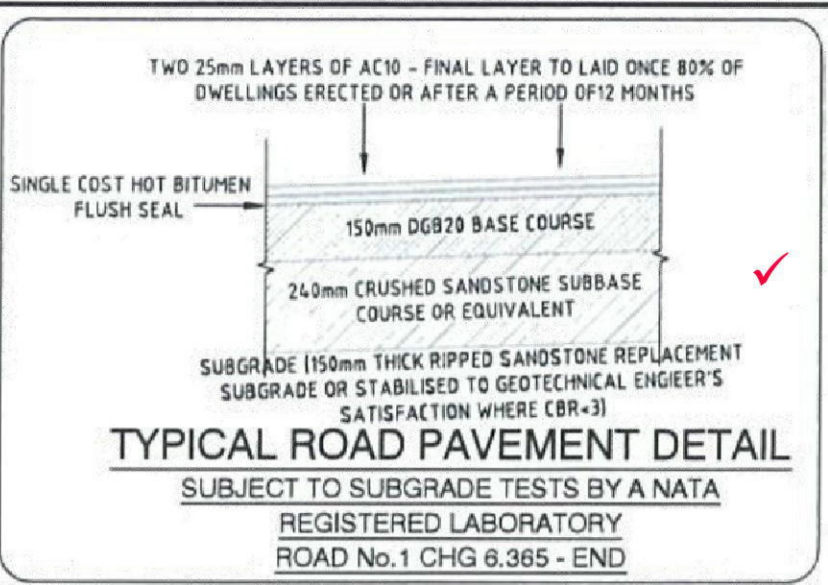 TWO 25mm LAYERS OF AC10 - FINAL LAYER TO LAID ONCE 80% OF
DWELLINGS ERECTED OR AFTER A PERIOD OF12 MONTHS
SINGLE COST HOT BITUMEN
FLUSH SEAL
150mm DGB20 BASE COURSE
240mm CRUSHED SANDSTONE SUBBASE
COURSE OR EQUIVALENT
SUBGRADE (150mm THICK RIPPED SANDSTONE REPLACEMENT
SUBGRADE OR STABILISED TO GEOTECHNICAL ENGIEER'S
SATISFACTION WHERE CBR<3)
TYPICAL ROAD PAVEMENT DETAIL
SUBJECT TO SUBGRADE TESTS BY A NATA
REGISTERED LABORATORY
ROAD No.1 CHG 6.365 - END